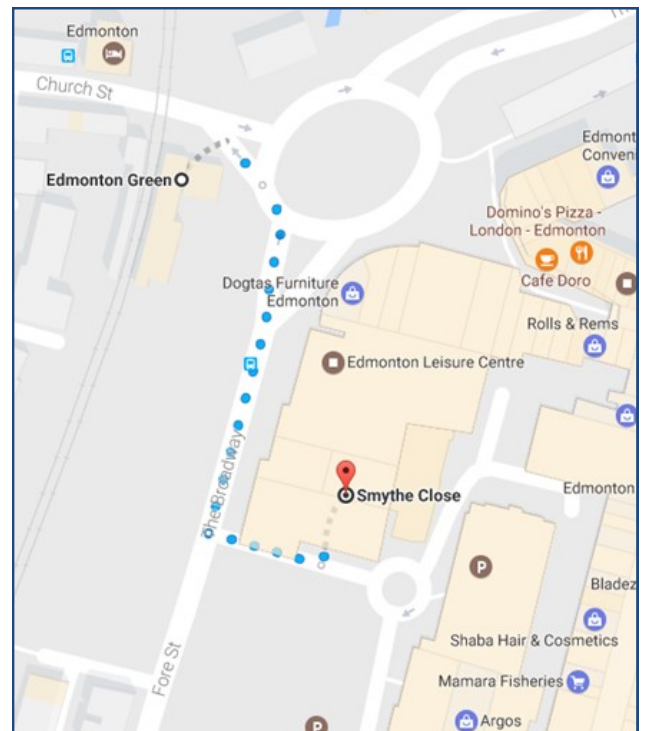 Edmonton
Church St
Edmonton Green
Edmont
Conveni
Domino's Pizza -
London - Edmonton
Cafe Doro
Dogtas Furniture
Edmonton
Rolls & Rems
Edmonton Leisure Centre
The Broadway
Smythe Close
Edmonton
P
Bladez
Shaba Hair & Cosmetics
Fore St
Mamara Fisheries
P
Argos